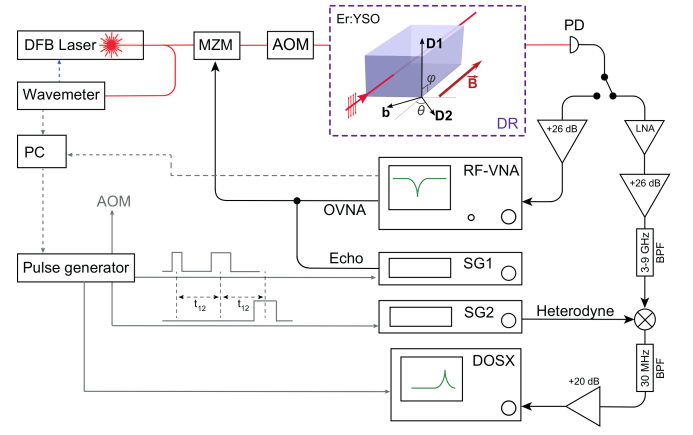 Er:YSO
PD
DFB Laser
MZM
AOM
D1
φ
B
Wavemeter
b
θ
D2
DR
+26 dB
LNA
PC
RF-VNA
+26 dB
AOM
OVNA
3-9 GHz
BPF
Echo
SG1
Pulse generator
t12
t12
SG2
Heterodyne
DOSX
30 MHz
BPF
+20 dB